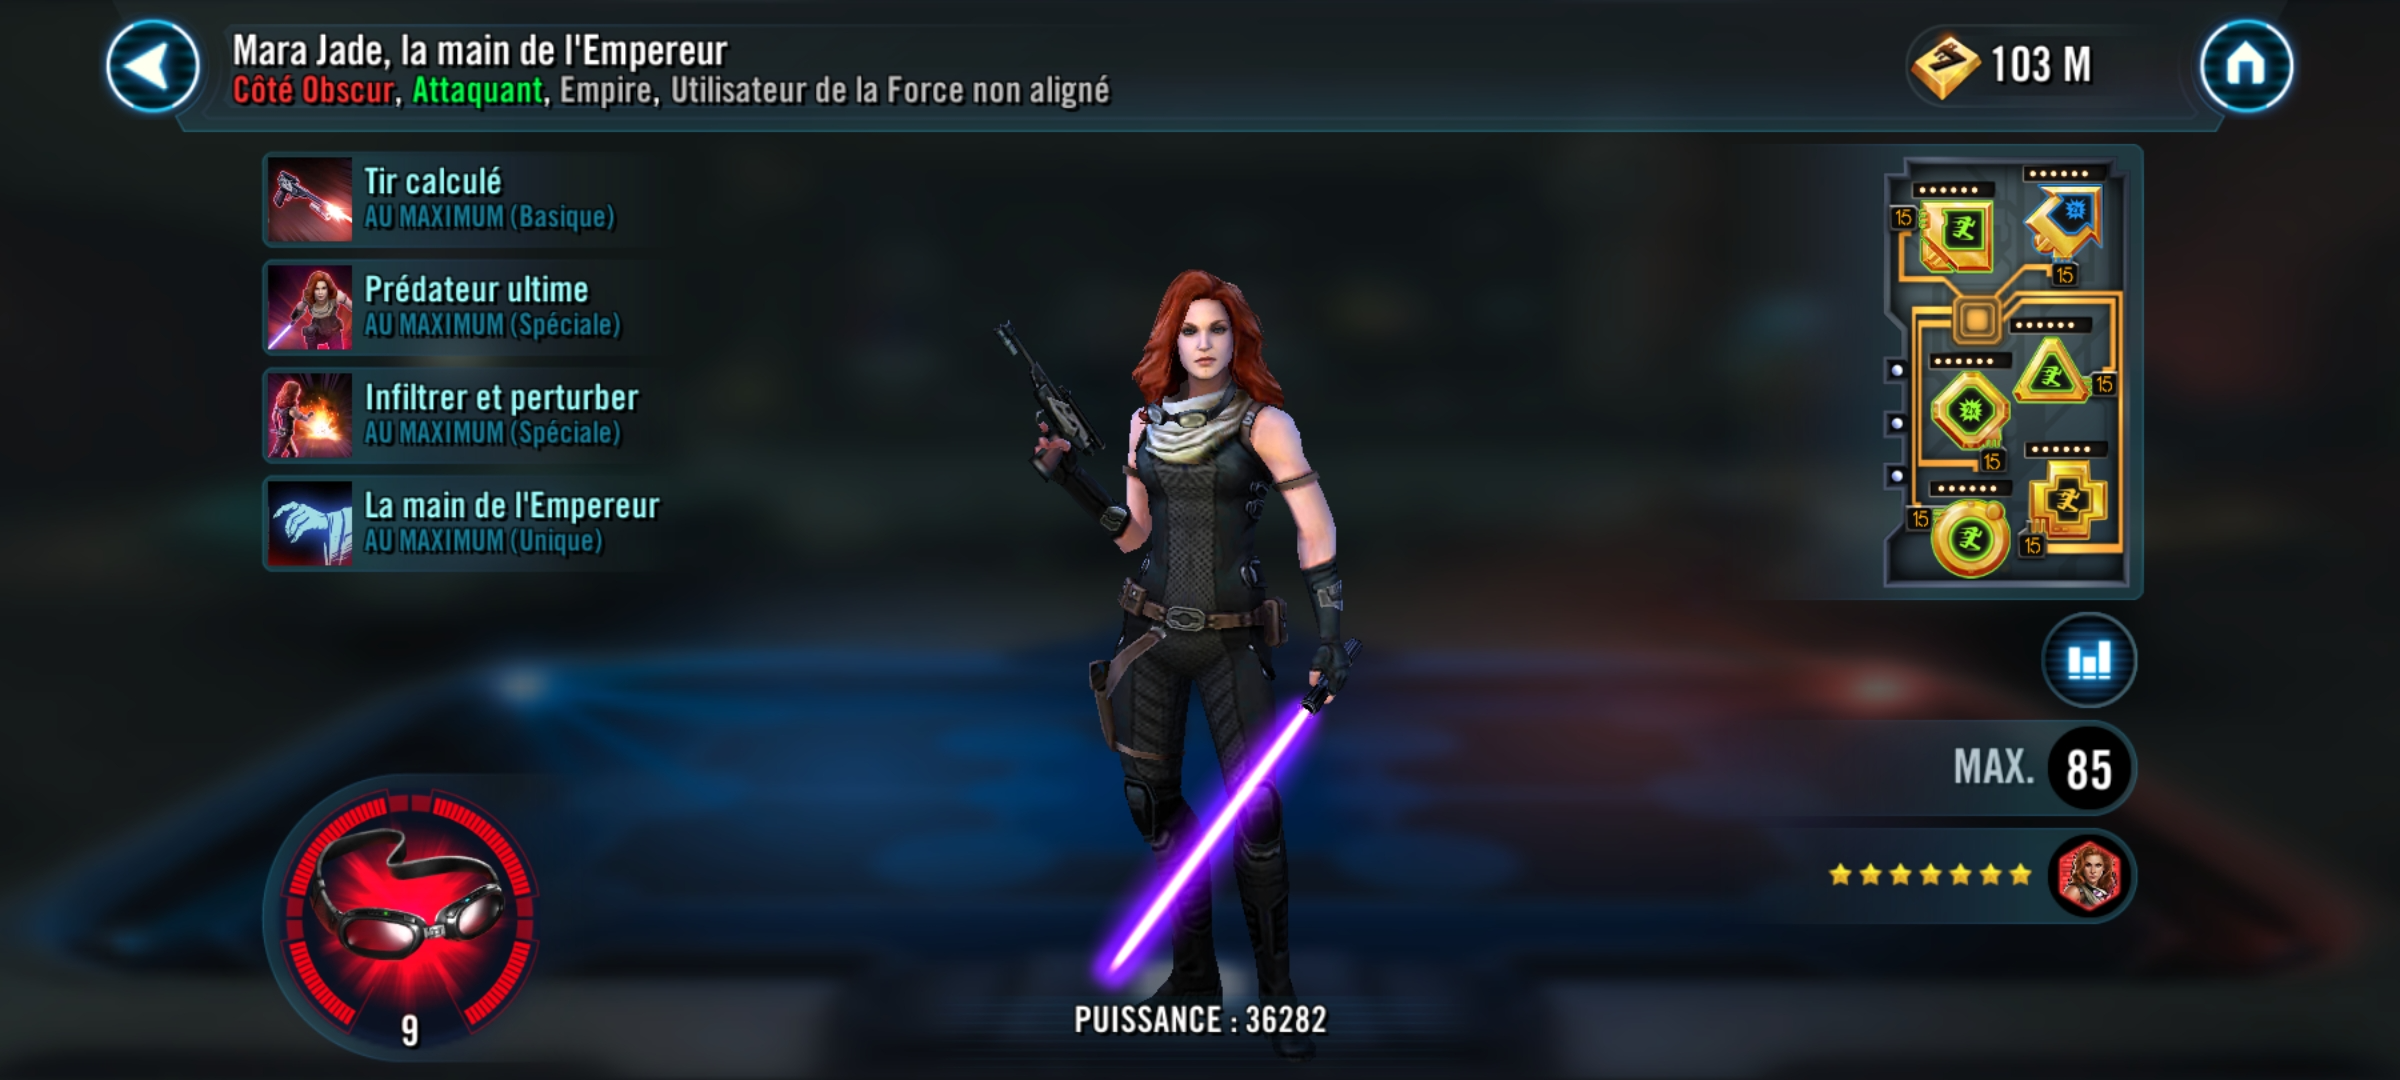 Mara Jade, la main de l'Empereur
Côté Obscur, Attaquant, Empire, Utilisateur de la Force non aligné
103 M
Tir calculé
AU MAXIMUM (Basique)
Prédateur ultime
AU MAXIMUM (Spéciale)
Infiltrer et perturber
AU MAXIMUM (Spéciale)
La main de l'Empereur
AU MAXIMUM (Unique)
15
15
15
15
15
15
MAX. 85
9
PUISSANCE : 36282